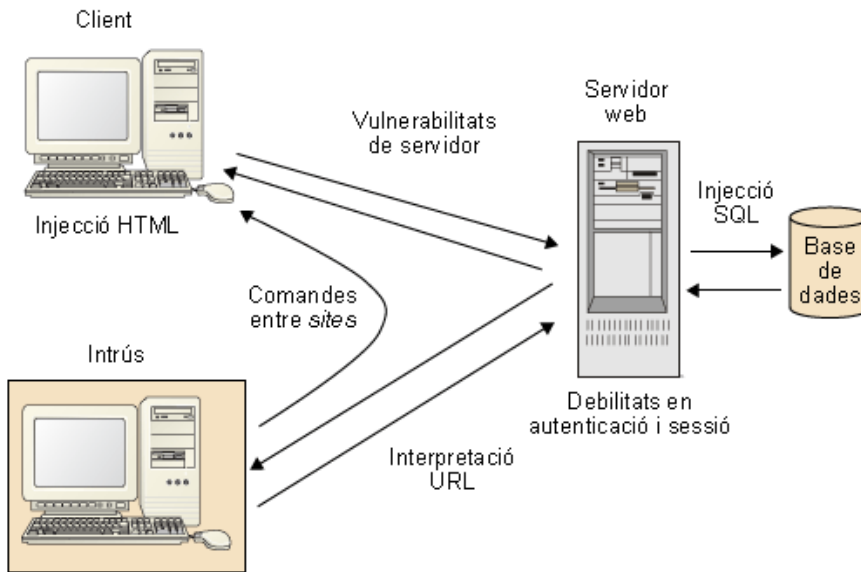 Client
Injecció HTML
Vulnerabilitats
de servidor
Servidor
web
Injecció
SQL
Base
de
dades
Comandes
entre sites
Intrús
Interpretació
URL
Debilitats en
autenticació i sessió